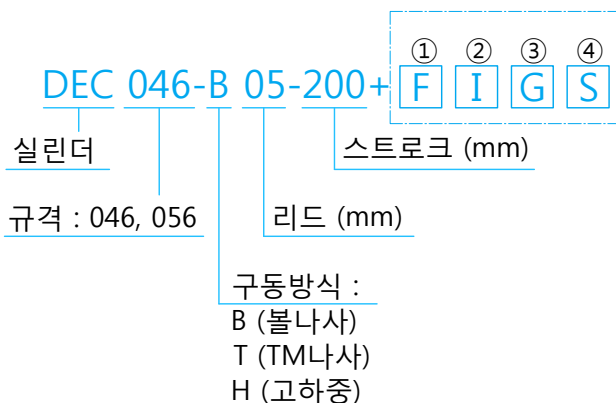 ① ② ③ ④
DEC 046-B 05-200+ F I G S
실린더
스트로크 (mm)
규격 : 046, 056
리드 (mm)
구동방식 :
B (볼나사)
T (TM나사)
H (고하중)